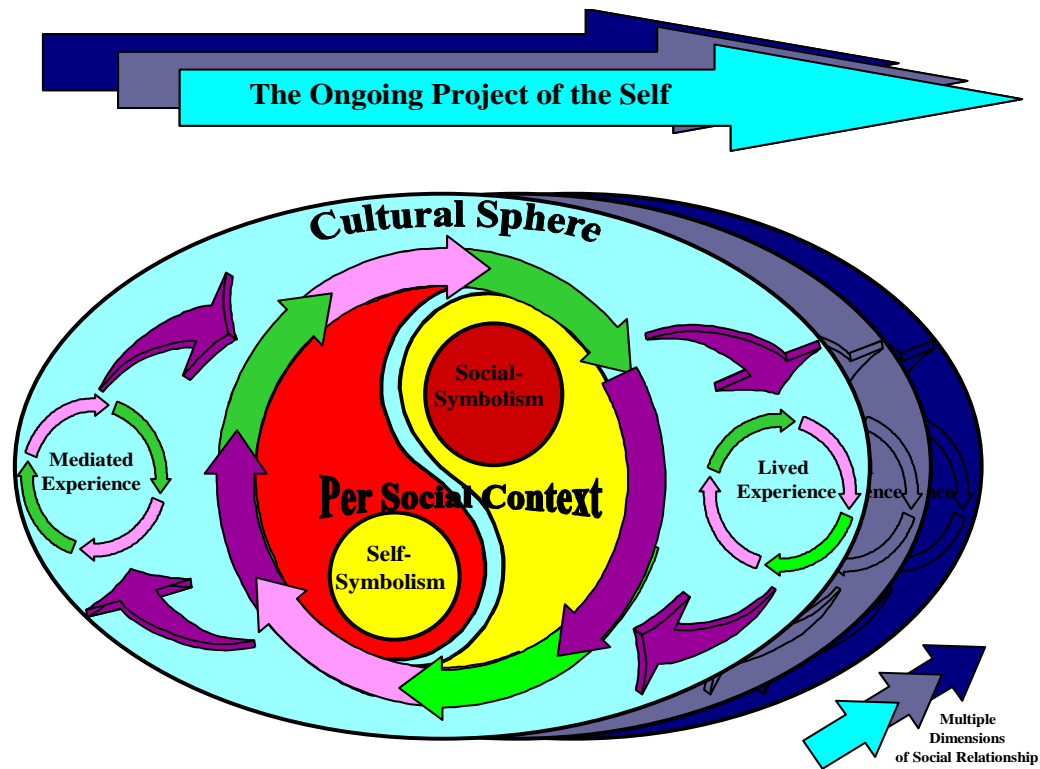 The Ongoing Project of the Self
Cultural Sphere
Social-
Symbolism
Mediated
Experience
Lived
Experience
Per Social Context
Self-
Symbolism
Multiple
Dimensions
of Social Relationship